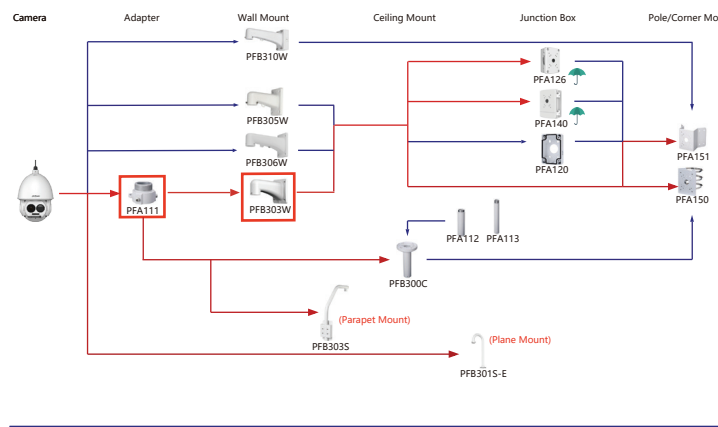 Camera
Adapter
Wall Mount
Ceiling Mount
Junction Box
Pole/Corner Mo
PFB310W
PFA126
PFB305W
PFA140
PFB306W
PFA120
PFA151
PFA111
PFB303W
PFA150
PFA112
PFA113
PFB300C
(Parapet Mount)
PFB303S
(Plane Mount)
PFB301S-E